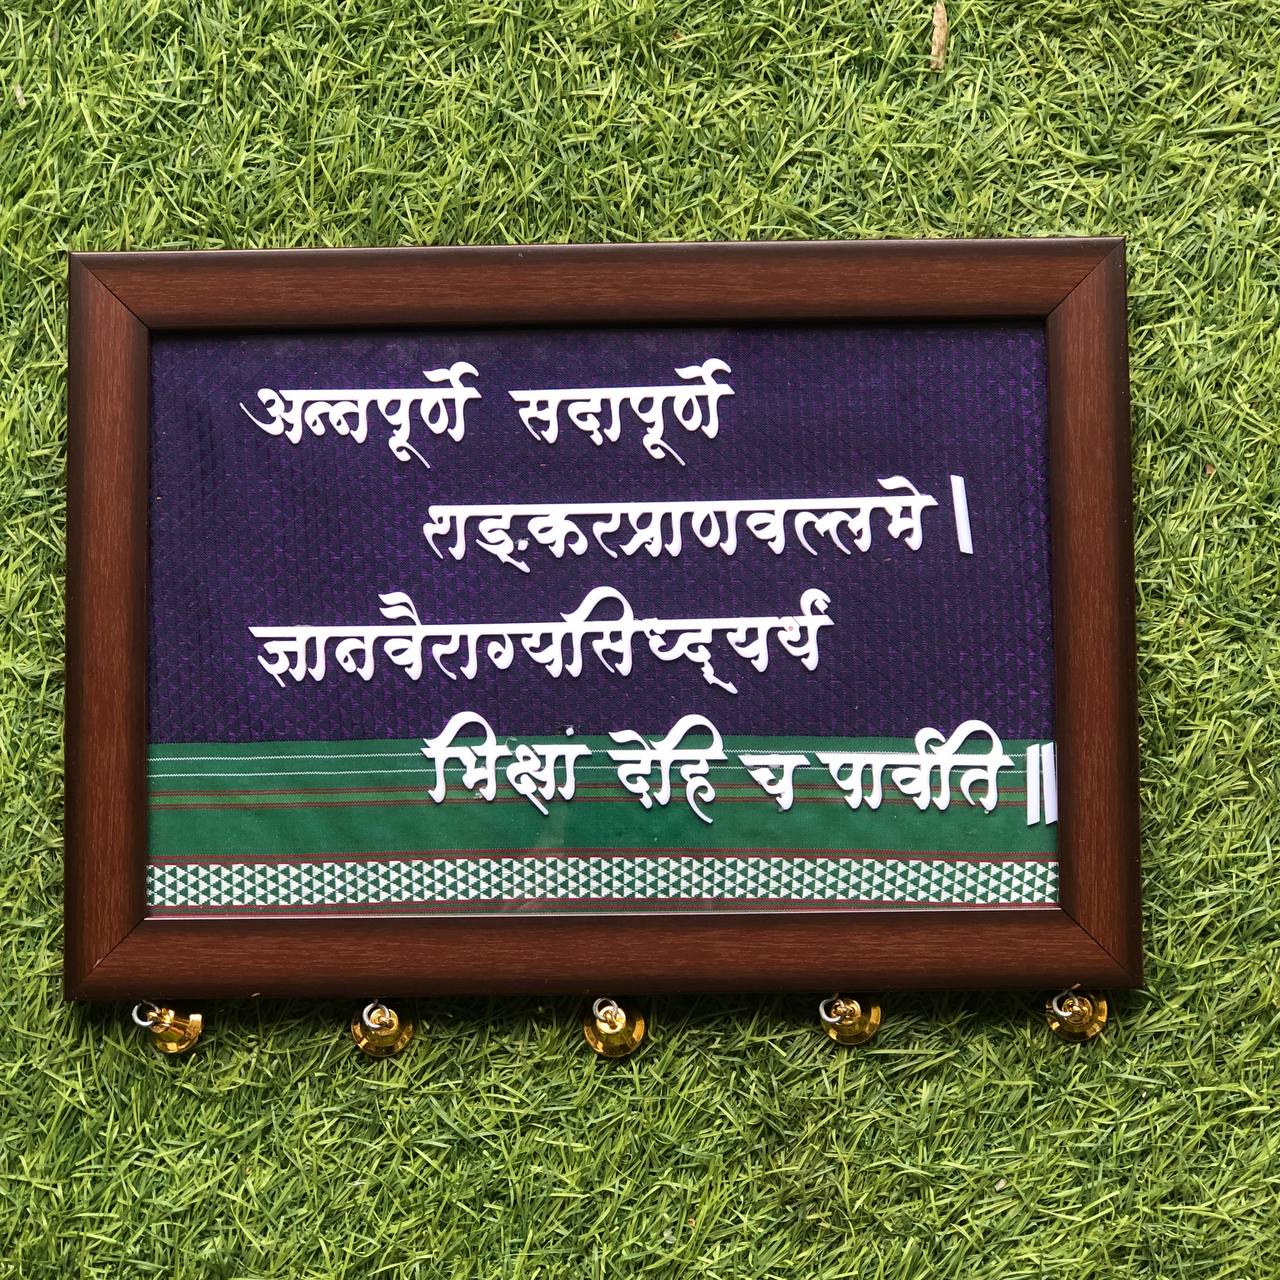 अन्नपूर्णे सदापूर्णे
शङ्करप्राणवल्लभे |
ज्ञानवैराग्यसिध्द्यर्थं
भिक्षां देहि च पार्वति ||